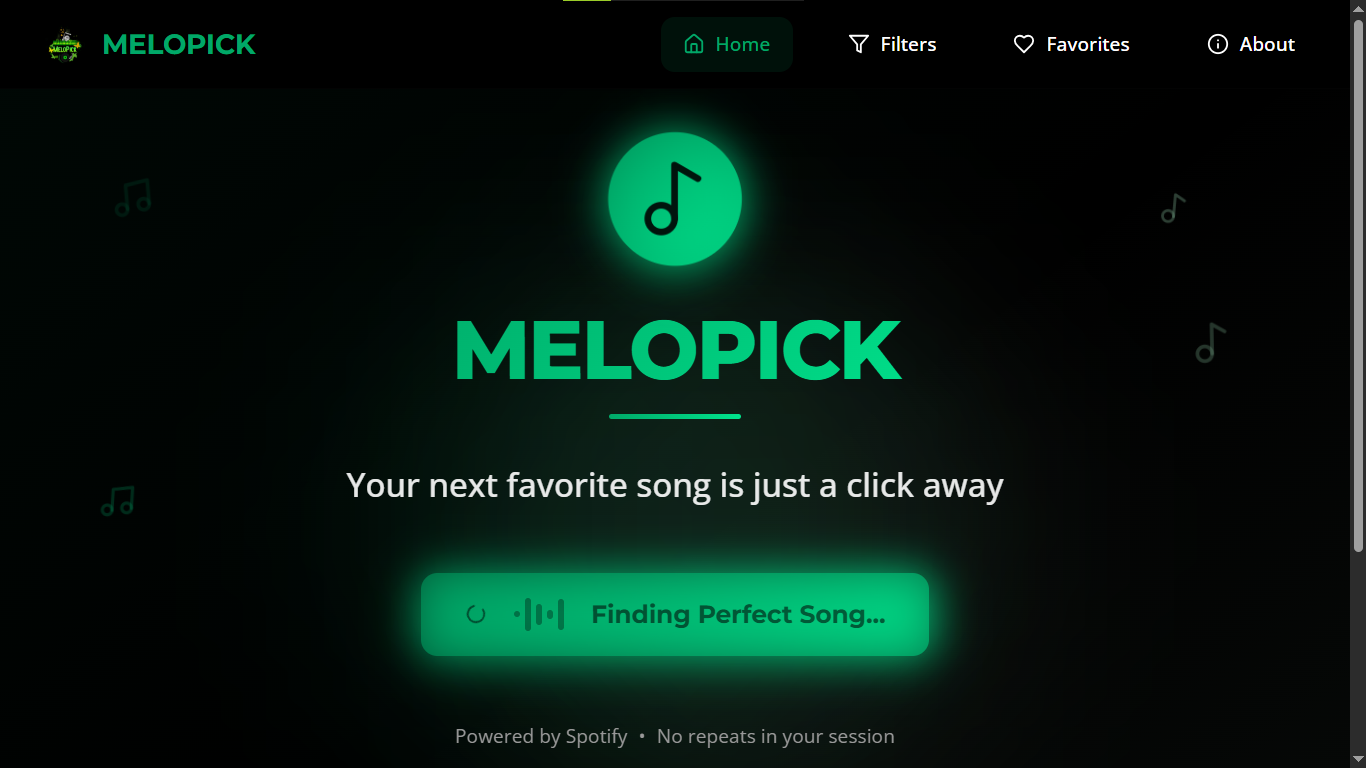 MELOPICK
Home
Filters
Favorites
About
MELOPICK
Your next favorite song is just a click away
Finding Perfect Song...
Powered by Spotify • No repeats in your session